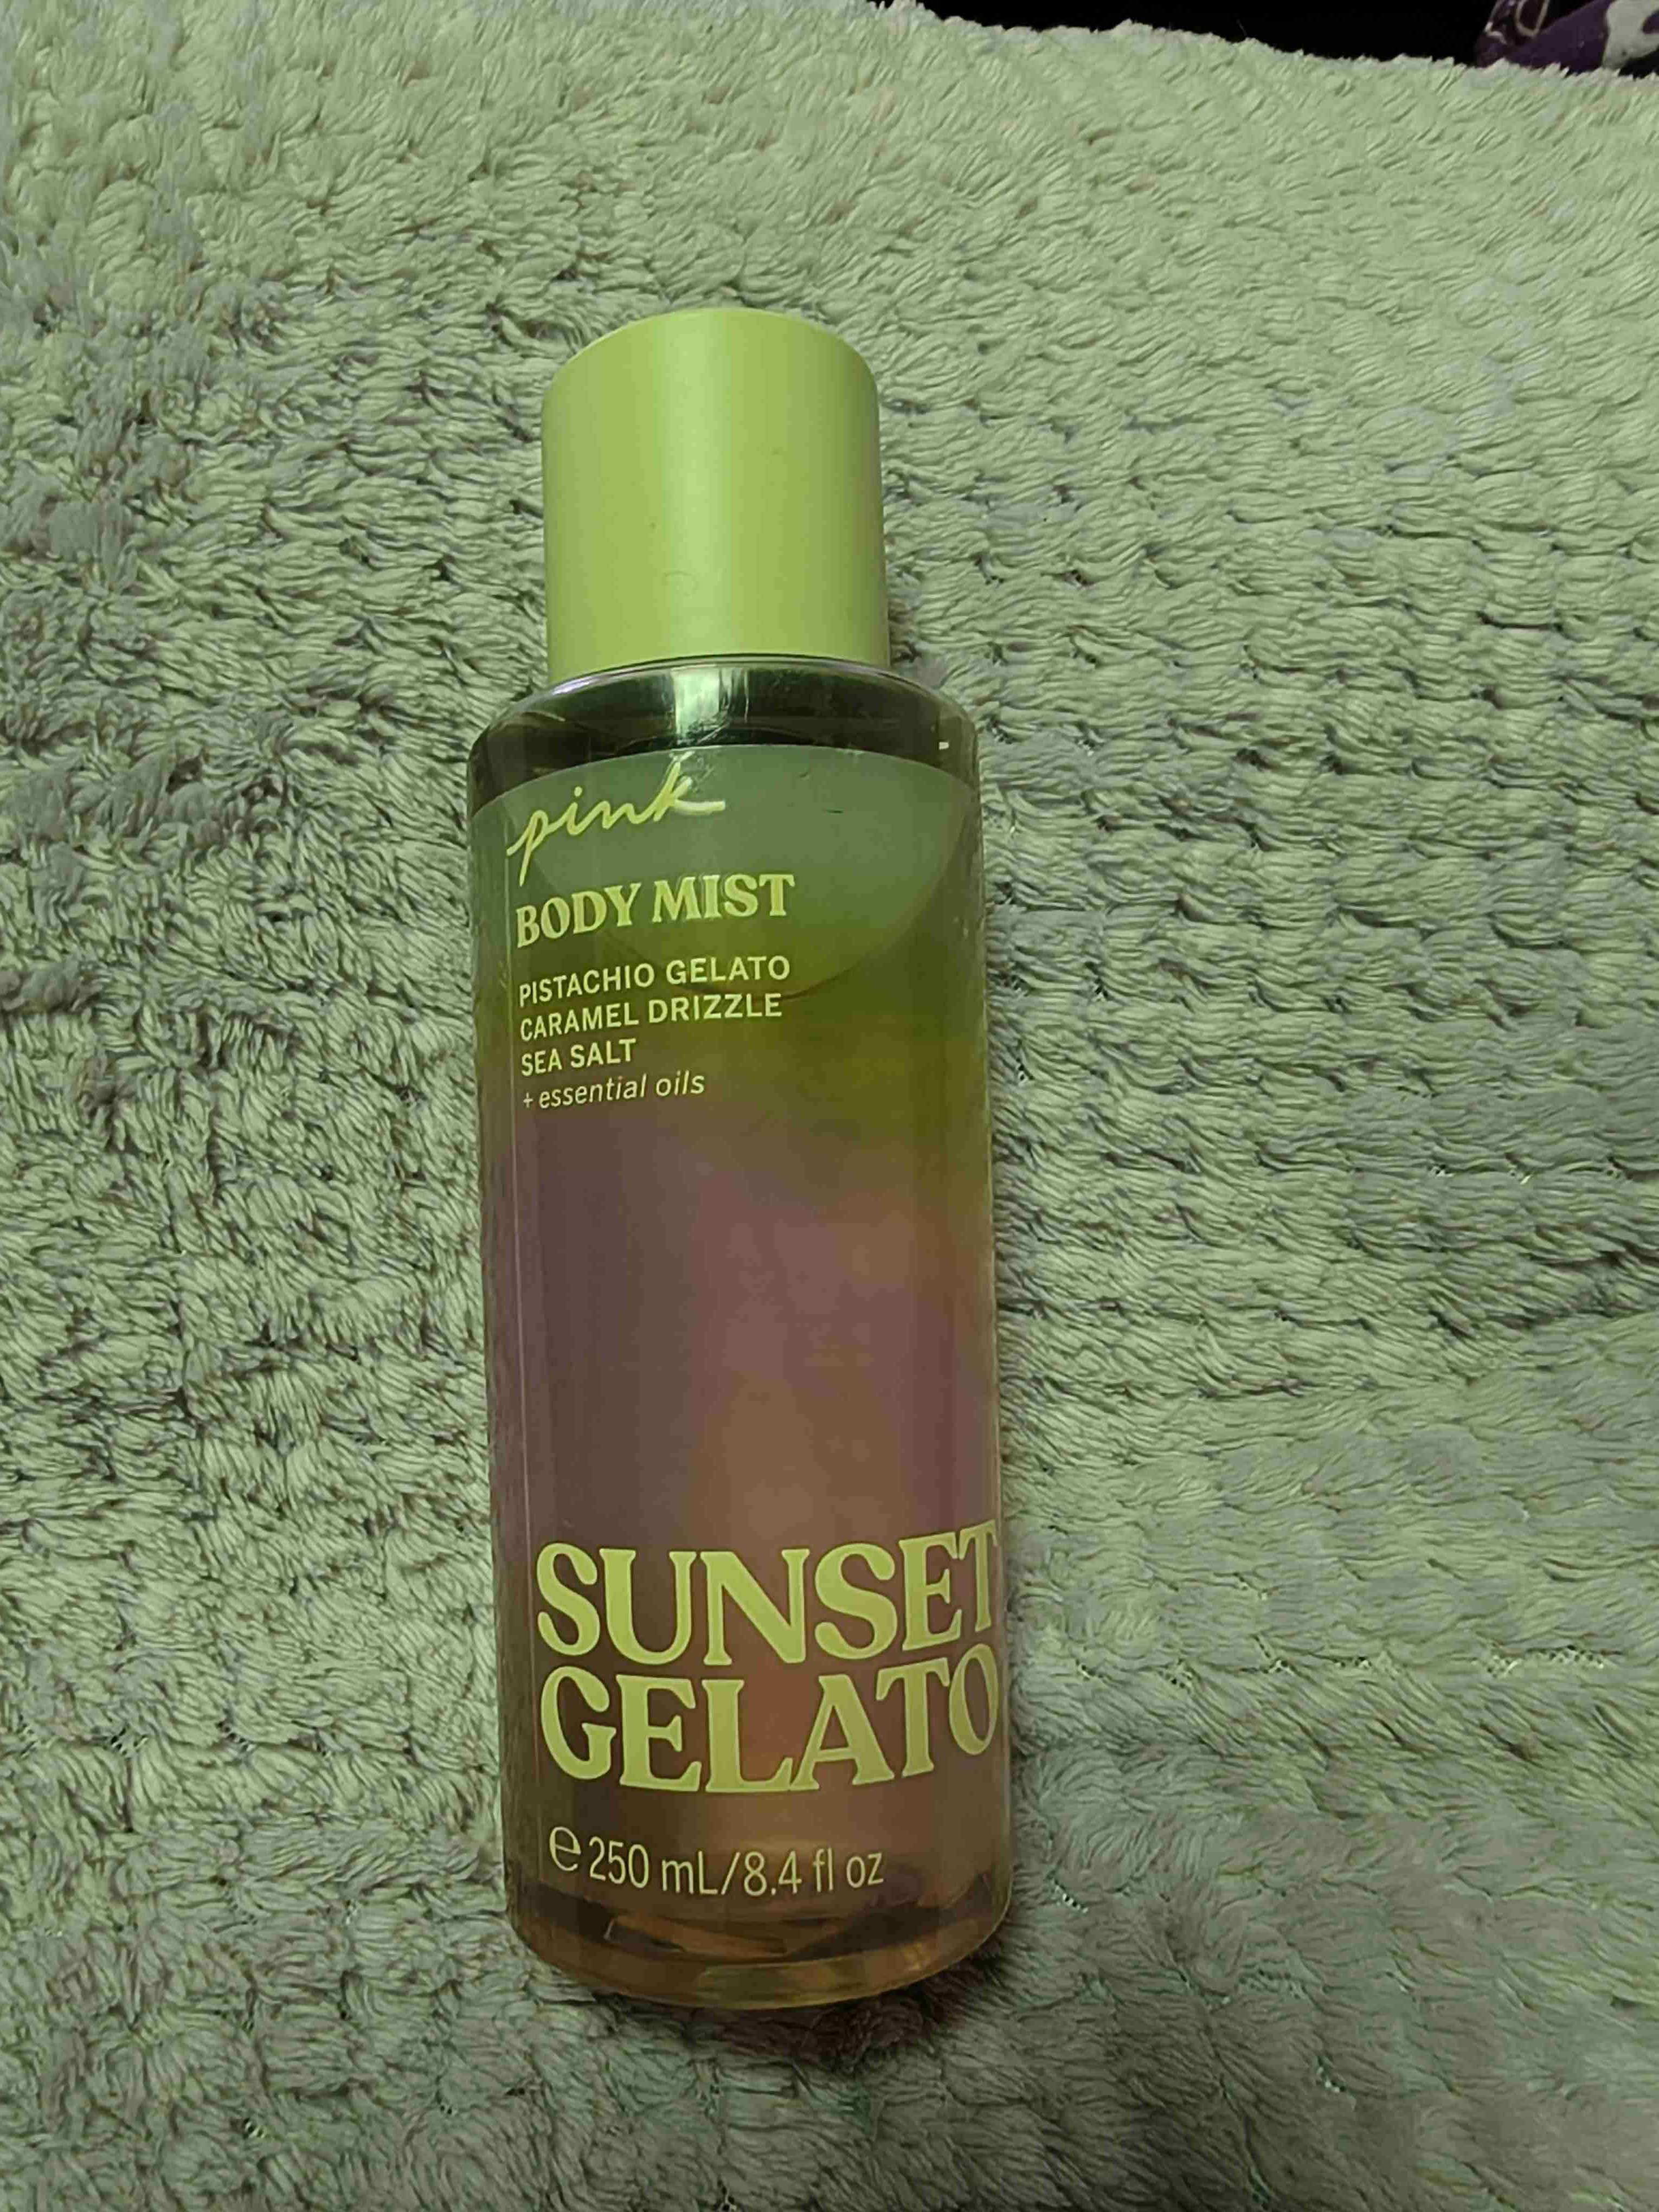 pink
BODY MIST
PISTACHIO GELATO
CARAMEL DRIZZLE
SEA SALT
+ essential oils
SUNSET
GELATO
℮ 250 mL/8.4 fl oz